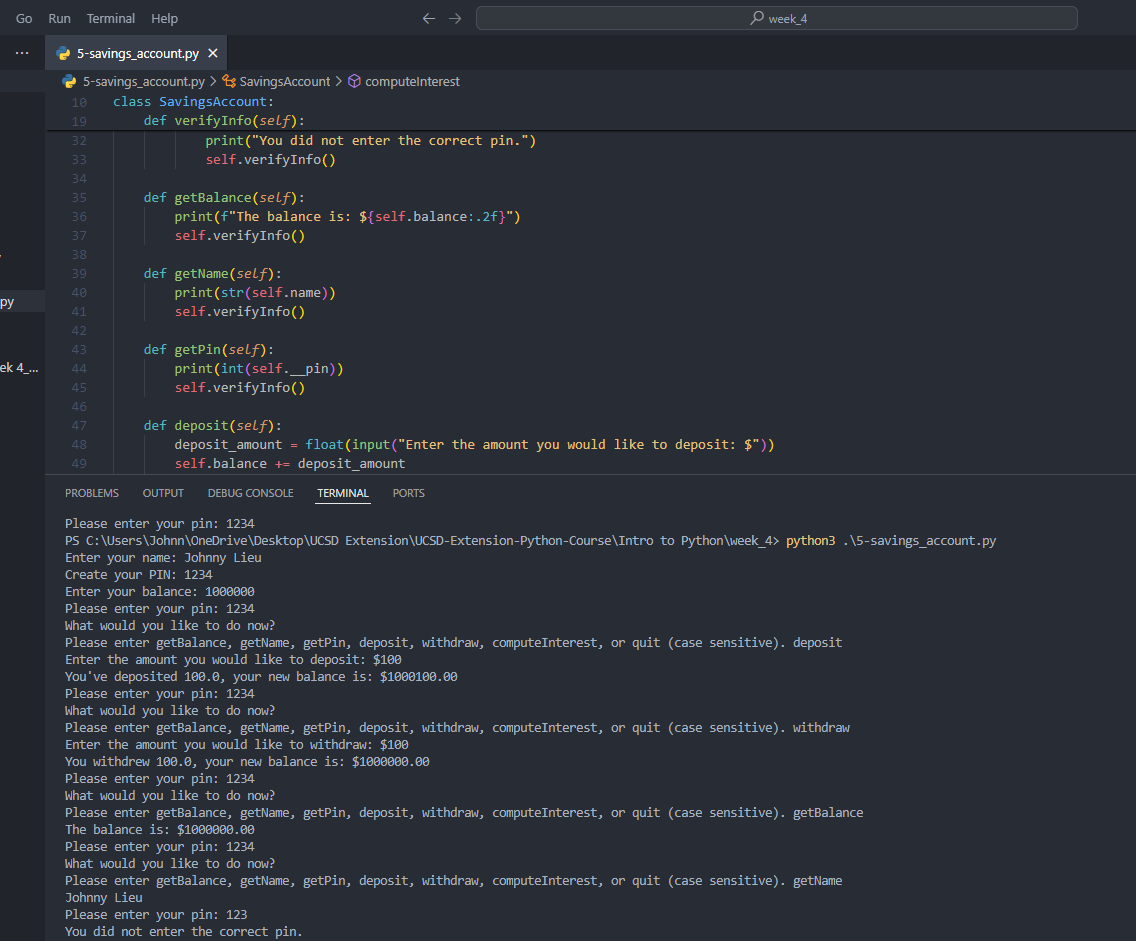 Go Run Terminal Help
week_4
... 5-savings_account.py
5-savings_account.py > SavingsAccount > computeInterest
10 class SavingsAccount:
19 def verifyInfo(self):
32 print("You did not enter the correct pin.")
33 self.verifyInfo()
34
35 def getBalance(self):
36 print(f"The balance is: ${self.balance:.2f}")
37 self.verifyInfo()
38
39 def getName(self):
40 print(str(self.name))
41 self.verifyInfo()
42
43 def getPin(self):
44 print(int(self.__pin))
45 self.verifyInfo()
46
47 def deposit(self):
48 deposit_amount = float(input("Enter the amount you would like to deposit: $"))
49 self.balance += deposit_amount
py
ek 4_...
PROBLEMS OUTPUT DEBUG CONSOLE TERMINAL PORTS
Please enter your pin: 1234
PS C:\Users\Johnn\OneDrive\Desktop\UCSD Extension\UCSD-Extension-Python-Course\Intro to Python\week_4> python3 .\5-savings_account.py
Enter your name: Johnny Lieu
Create your PIN: 1234
Enter your balance: 1000000
Please enter your pin: 1234
What would you like to do now?
Please enter getBalance, getName, getPin, deposit, withdraw, computeInterest, or quit (case sensitive). deposit
Enter the amount you would like to deposit: $100
You've deposited 100.0, your new balance is: $1000100.00
Please enter your pin: 1234
What would you like to do now?
Please enter getBalance, getName, getPin, deposit, withdraw, computeInterest, or quit (case sensitive). withdraw
Enter the amount you would like to withdraw: $100
You withdrew 100.0, your new balance is: $1000000.00
Please enter your pin: 1234
What would you like to do now?
Please enter getBalance, getName, getPin, deposit, withdraw, computeInterest, or quit (case sensitive). getBalance
The balance is: $1000000.00
Please enter your pin: 1234
What would you like to do now?
Please enter getBalance, getName, getPin, deposit, withdraw, computeInterest, or quit (case sensitive). getName
Johnny Lieu
Please enter your pin: 123
You did not enter the correct pin.